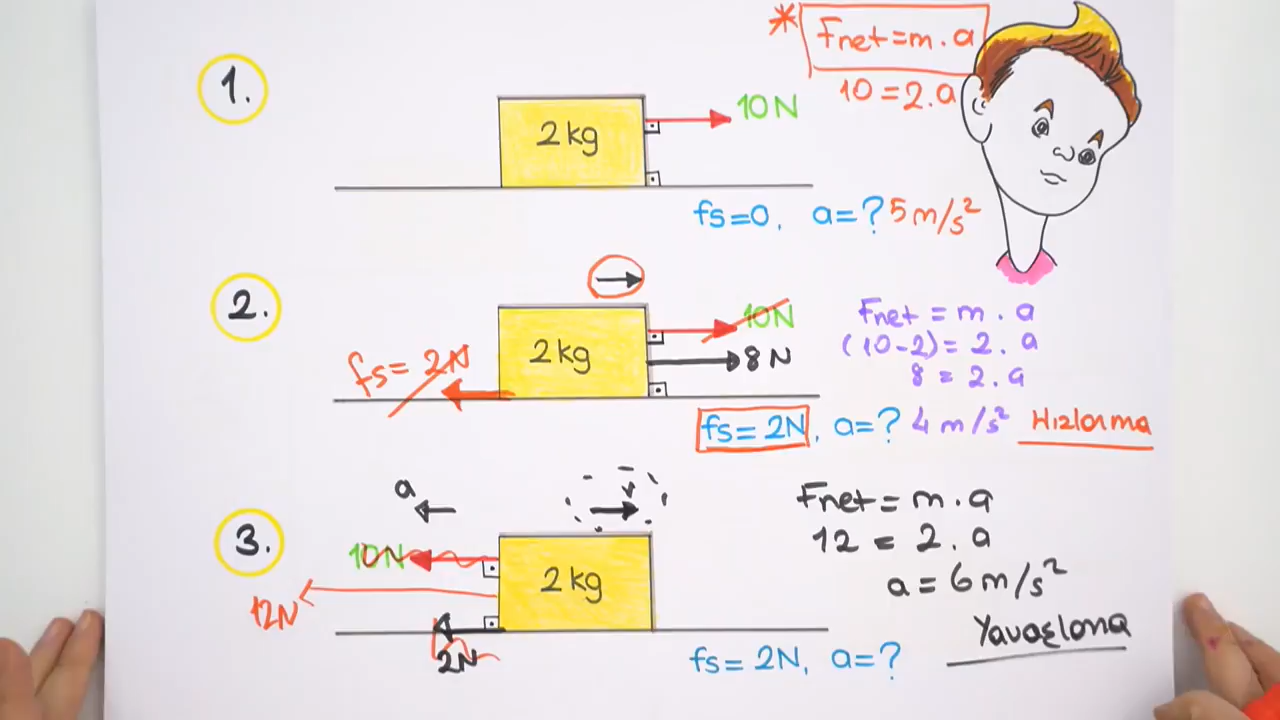 * Fnet = m . a
1.
10 = 2 . a
10 N
2 kg
fs = 0, a = ? 5 m/s²
2.
10 N
Fnet = m . a
fs = 2N
2 kg
8 N
(10-2) = 2 . a
8 = 2 . a
fs = 2N, a = ? 4 m/s² Hızlanma
a
v
Fnet = m . a
3.
10N
12 = 2 . a
2 kg
a = 6 m/s²
12N
2N
Yavaşlama
fs = 2N, a = ?